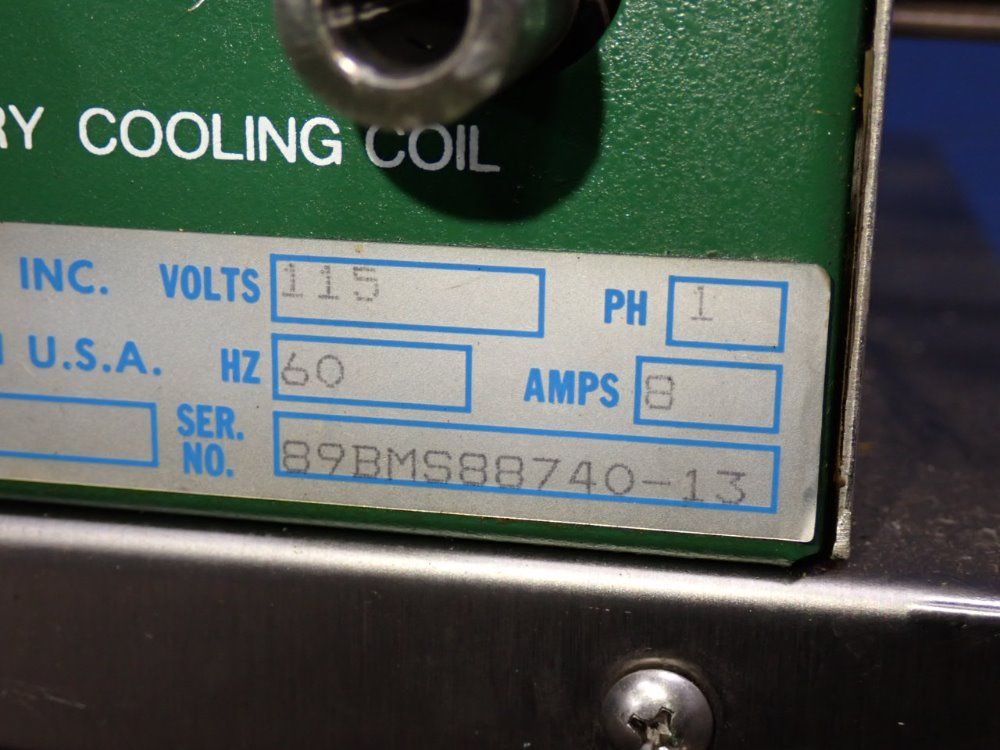 RY COOLING COIL
INC. VOLTS 115 PH 1
U.S.A. HZ 60 AMPS 8
SER. NO. 89BMS88740-13